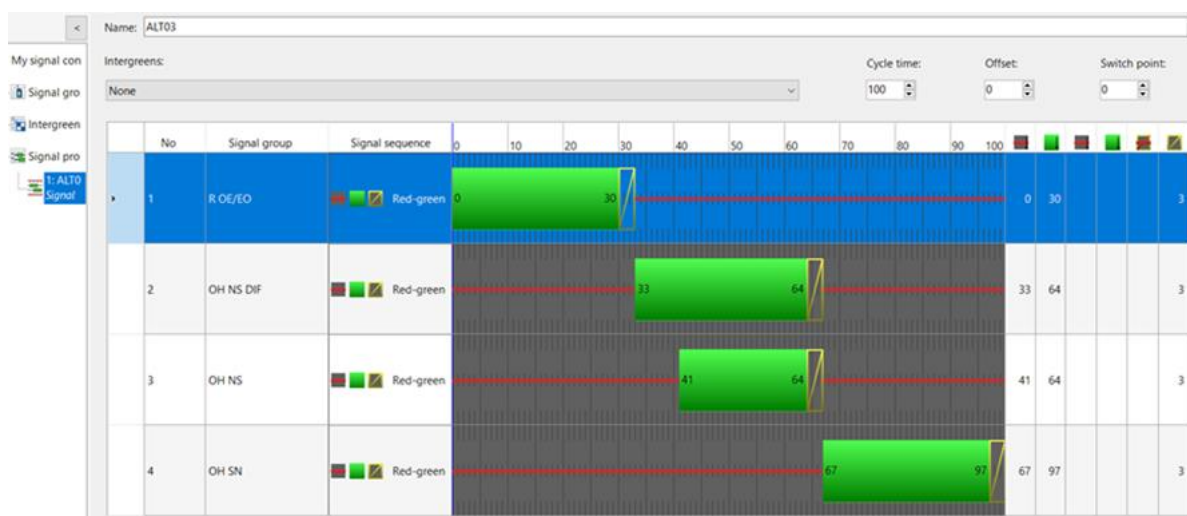 <
Name: ALT03
My signal con
Intergreens:
Cycle time: Offset: Switch point:
Signal gro
None
100 0 0
Intergreen
No Signal group Signal sequence 0 10 20 30 40 50 60 70 80 90 100
Signal pro
1: ALT0
Signal
1 R OE/EO Red-green 0 30 0 30 3
2 OH NS DIF Red-green 33 64 33 64 3
3 OH NS Red-green 41 64 41 64 3
4 OH SN Red-green 67 97 67 97 3